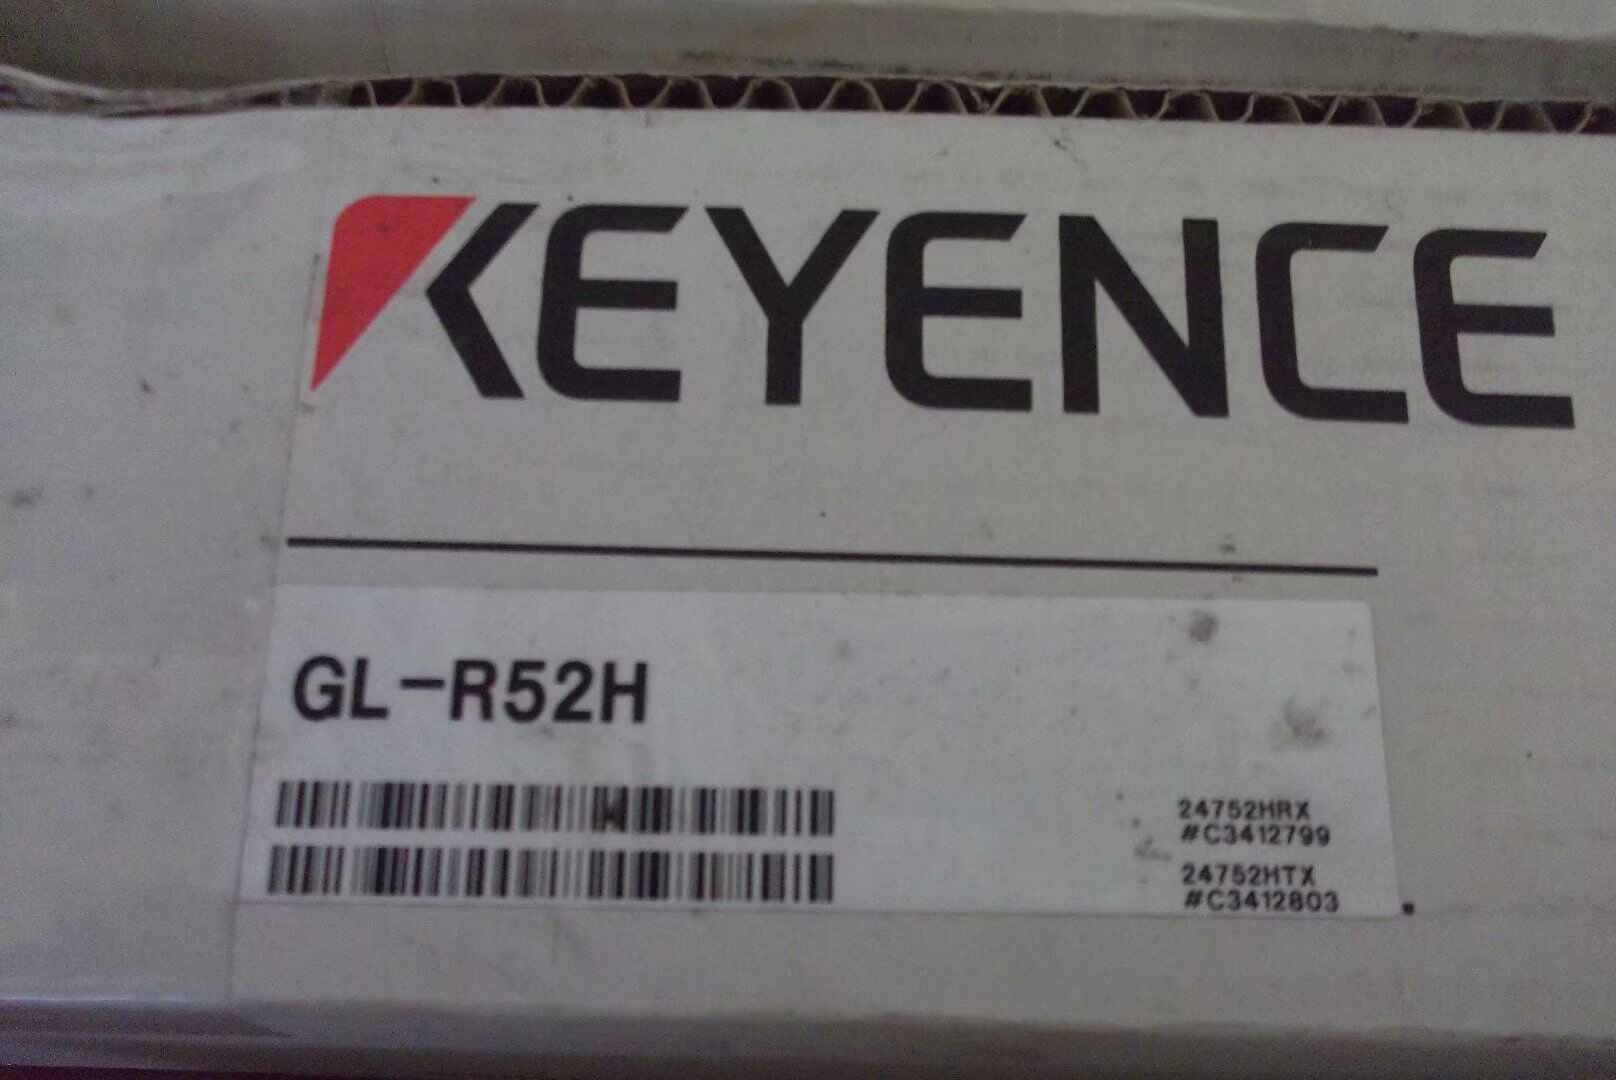 KEYENCE
GL-R52H
24752HRX
#C3412799
24752HTX
#C3412803